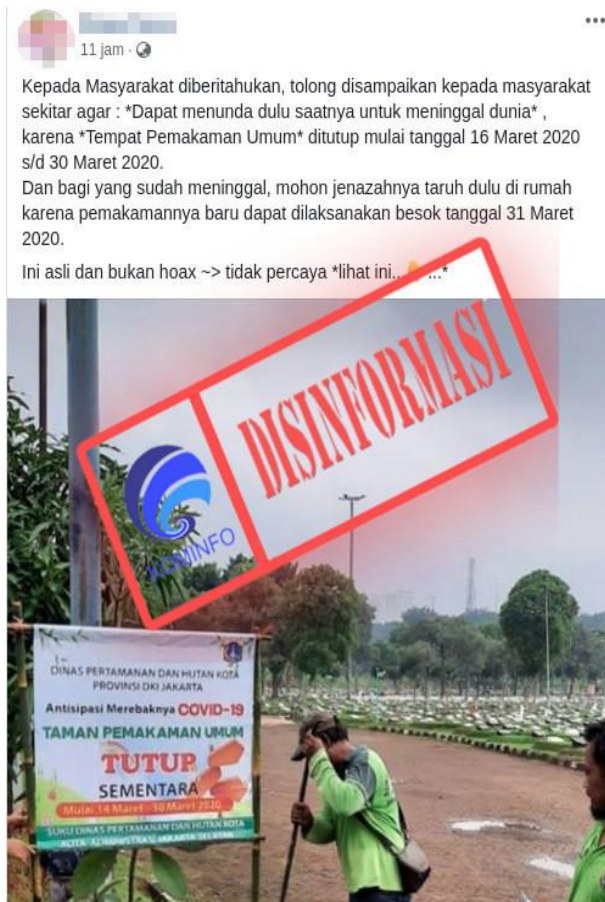 11 jam ·
Kepada Masyarakat diberitahukan, tolong disampaikan kepada masyarakat
sekitar agar : *Dapat menunda dulu saatnya untuk meninggal dunia* ,
karena *Tempat Pemakaman Umum* ditutup mulai tanggal 16 Maret 2020
s/d 30 Maret 2020.
Dan bagi yang sudah meninggal, mohon jenazahnya taruh dulu di rumah
karena pemakamannya baru dapat dilaksanakan besok tanggal 31 Maret
2020.
Ini asli dan bukan hoax ~> tidak percaya *lihat ini..👇...*
DISINFORMASI
KOMINFO
DINAS PERTAMANAN DAN HUTAN KOTA
PROVINSI DKI JAKARTA
Antisipasi Merebaknya COVID-19
TAMAN PEMAKAMAN UMUM
TUTUP
SEMENTARA
Mulai 14 Maret - 30 Maret 2020
SUKU DINAS PERTAMANAN DAN HUTAN KOTA
KOTA ADMINISTRASI JAKARTA SELATAN